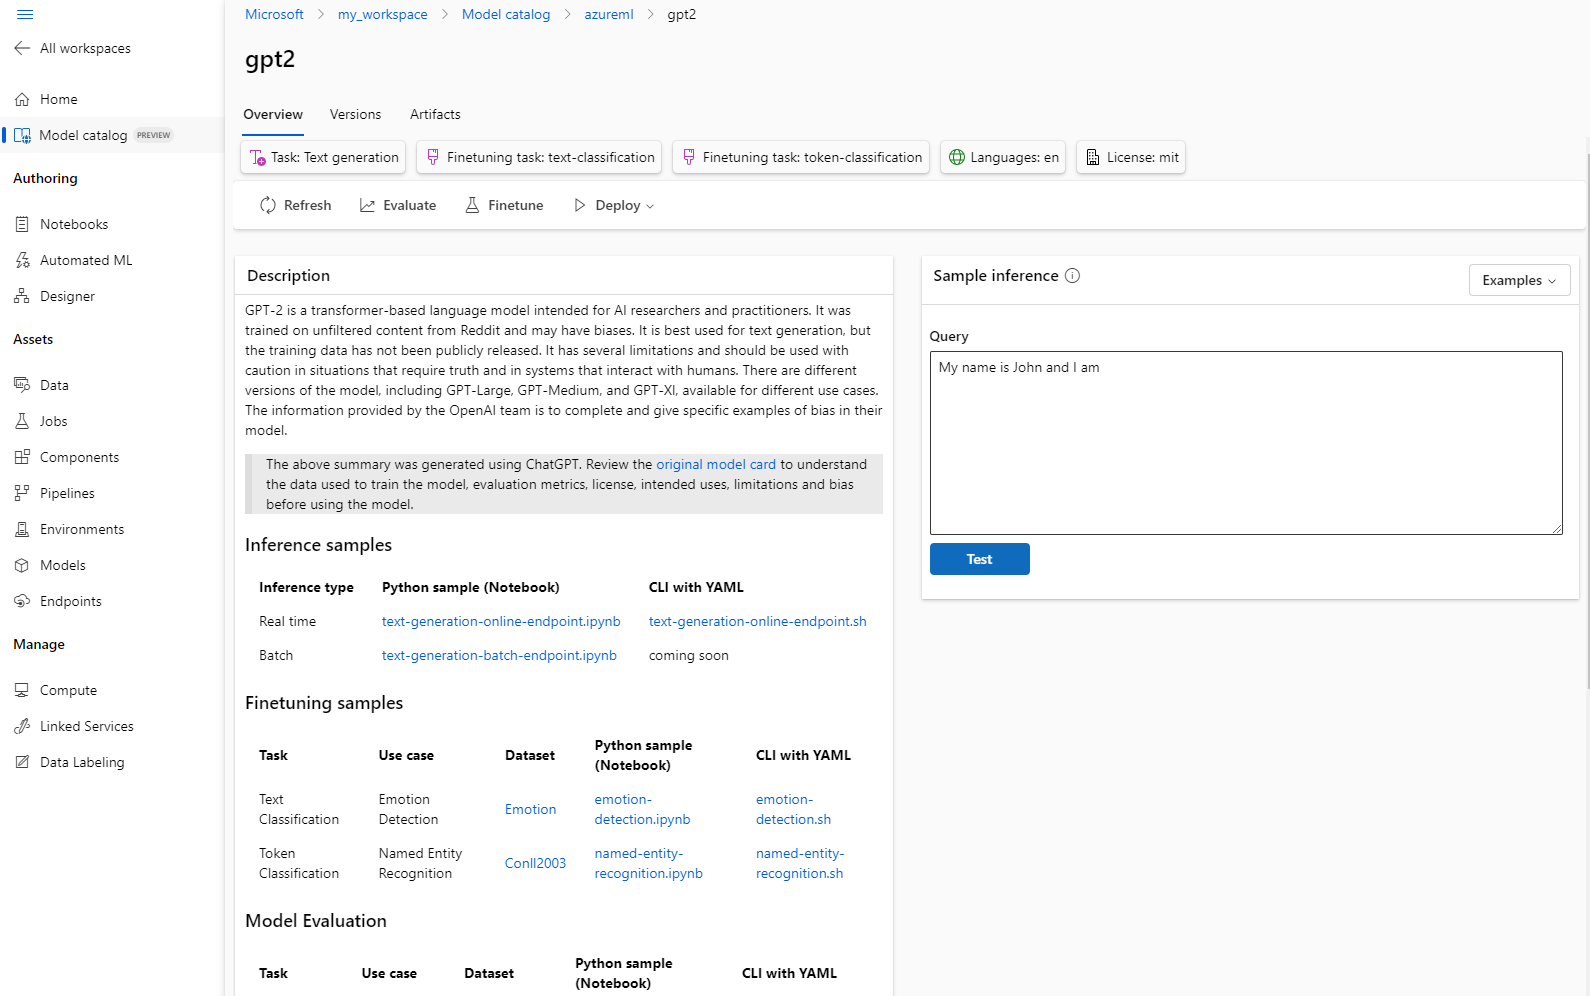 Microsoft > my_workspace > Model catalog > azureml > gpt2
All workspaces
Home
Model catalog PREVIEW
Authoring
Notebooks
Automated ML
Designer
Assets
Data
Jobs
Components
Pipelines
Environments
Models
Endpoints
Manage
Compute
Linked Services
Data Labeling
gpt2
Overview Versions Artifacts
Task: Text generation Finetuning task: text-classification Finetuning task: token-classification Languages: en License: mit
Refresh Evaluate Finetune Deploy
Description
GPT-2 is a transformer-based language model intended for AI researchers and practitioners. It was
trained on unfiltered content from Reddit and may have biases. It is best used for text generation, but
the training data has not been publicly released. It has several limitations and should be used with
caution in situations that require truth and in systems that interact with humans. There are different
versions of the model, including GPT-Large, GPT-Medium, and GPT-Xl, available for different use cases.
The information provided by the OpenAI team is to complete and give specific examples of bias in their
model.
The above summary was generated using ChatGPT. Review the original model card to understand
the data used to train the model, evaluation metrics, license, intended uses, limitations and bias
before using the model.
Inference samples
Inference type Python sample (Notebook) CLI with YAML
Real time text-generation-online-endpoint.ipynb text-generation-online-endpoint.sh
Batch text-generation-batch-endpoint.ipynb coming soon
Finetuning samples
Task Use case Dataset Python sample (Notebook) CLI with YAML
Text Classification Emotion Detection Emotion emotion-detection.ipynb emotion-detection.sh
Token Classification Named Entity Recognition Conll2003 named-entity-recognition.ipynb named-entity-recognition.sh
Model Evaluation
Task Use case Dataset Python sample (Notebook) CLI with YAML
Sample inference
Examples
Query
My name is John and I am
Test